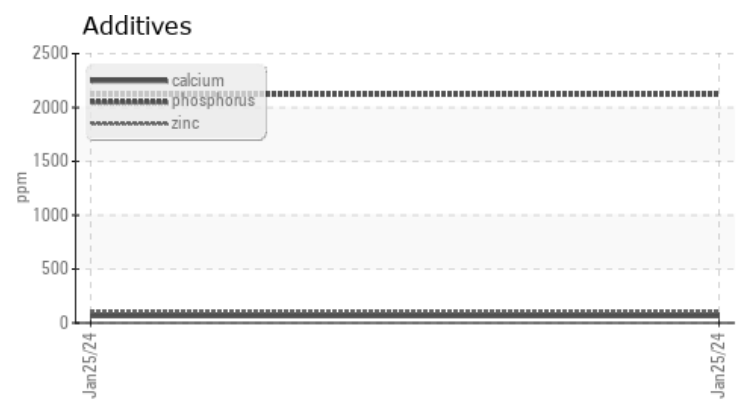 Additives
2500
2000
1500
1000
500
0
ppm
calcium
phosphorus
zinc
Jan25/24
Jan25/24